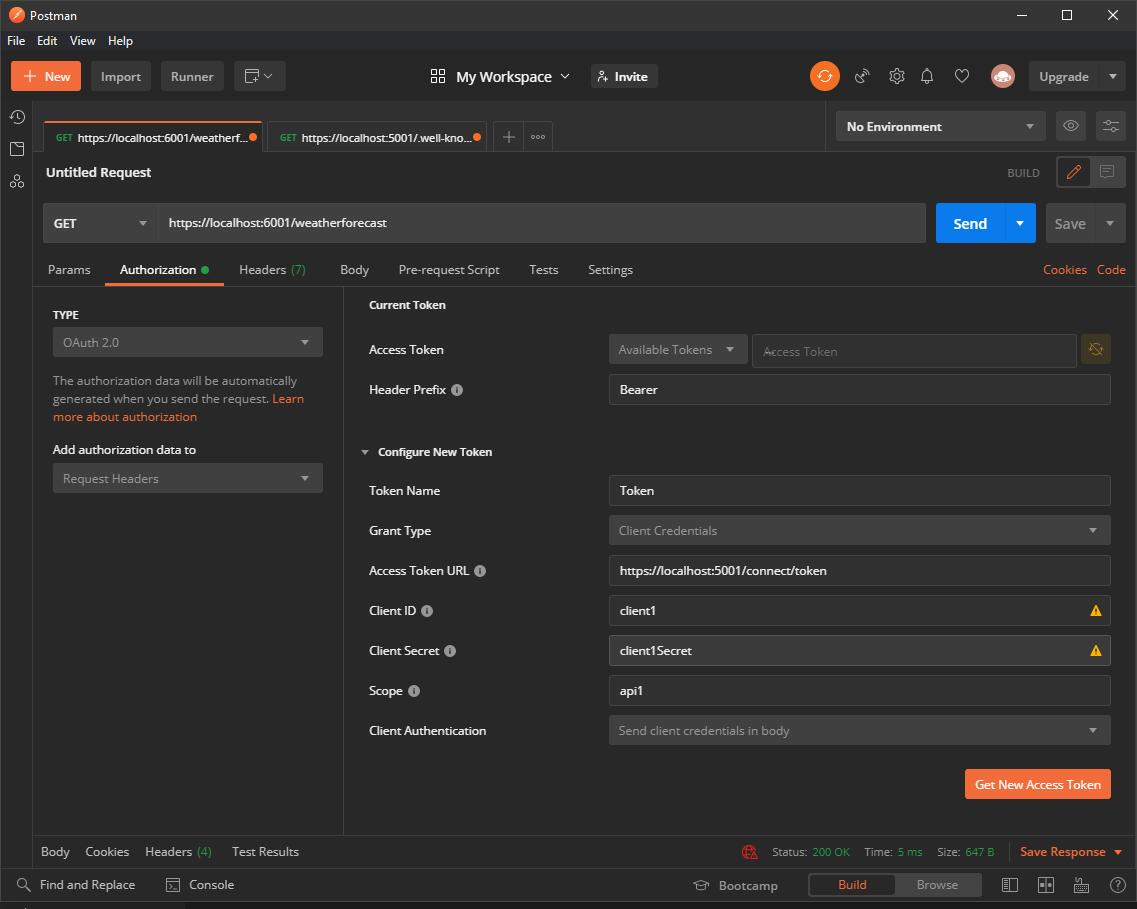 Postman
File Edit View Help
New Import Runner My Workspace Invite Upgrade
GET https://localhost:6001/weatherf... GET https://localhost:5001/.well-kno... No Environment
Untitled Request BUILD
GET https://localhost:6001/weatherforecast Send Save
Params Authorization Headers (7) Body Pre-request Script Tests Settings Cookies Code
TYPE
OAuth 2.0
The authorization data will be automatically
generated when you send the request. Learn
more about authorization
Add authorization data to
Request Headers
Current Token
Access Token Available Tokens Access Token
Header Prefix Bearer
Configure New Token
Token Name Token
Grant Type Client Credentials
Access Token URL https://localhost:5001/connect/token
Client ID client1
Client Secret client1Secret
Scope api1
Client Authentication Send client credentials in body
Get New Access Token
Body Cookies Headers (4) Test Results Status: 200 OK Time: 5 ms Size: 647 B Save Response
Find and Replace Console Bootcamp Build Browse